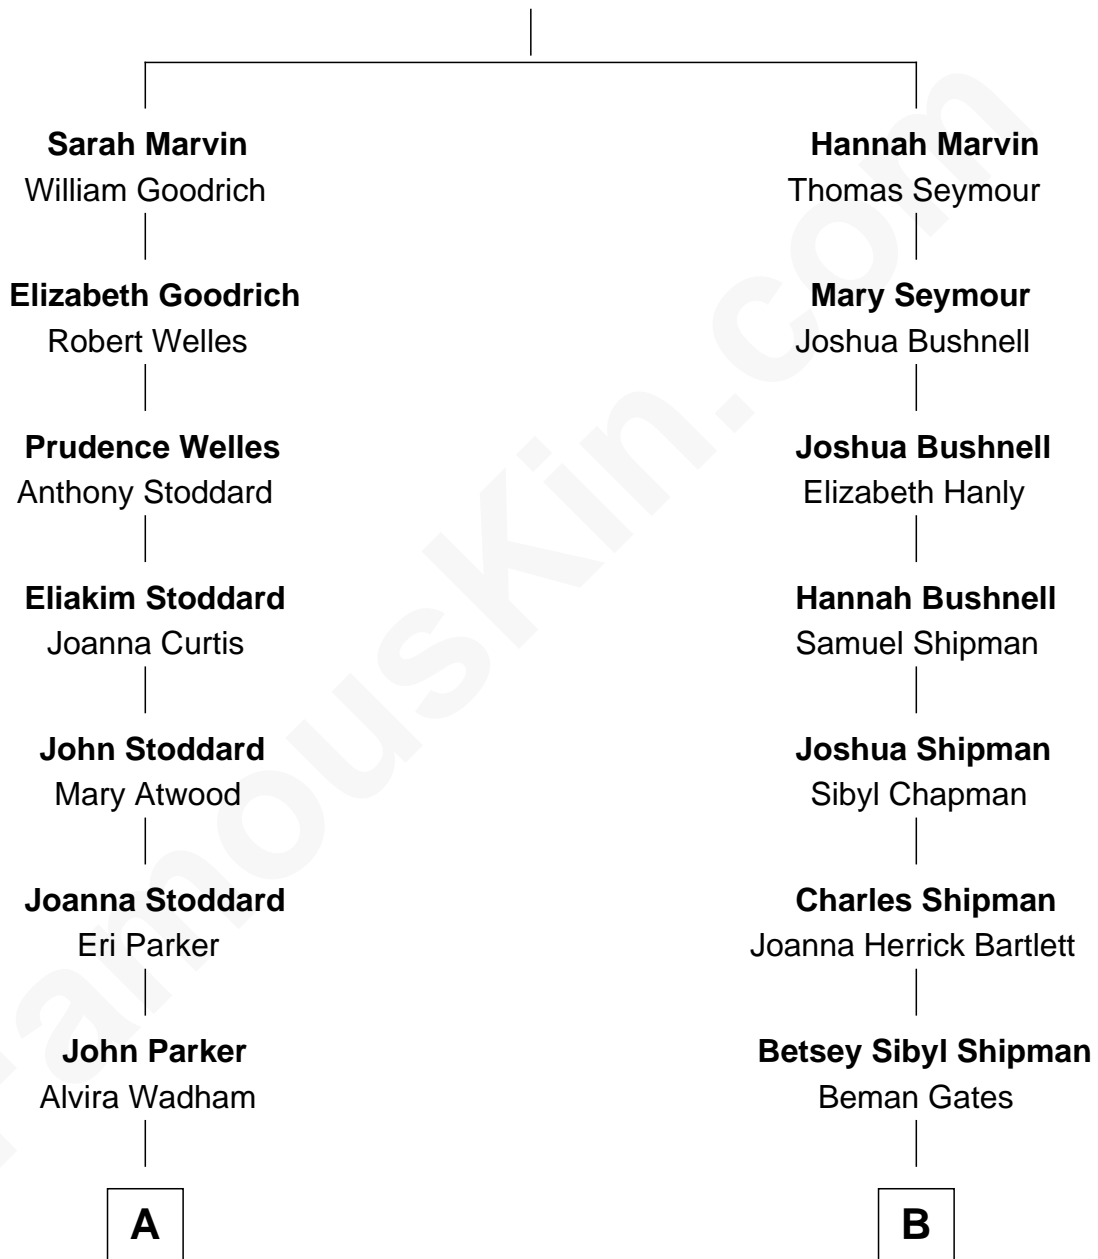 Sarah Marvin
William Goodrich
Hannah Marvin
Thomas Seymour
Elizabeth Goodrich
Robert Welles
Mary Seymour
Joshua Bushnell
Prudence Welles
Anthony Stoddard
Joshua Bushnell
Elizabeth Hanly
Eliakim Stoddard
Joanna Curtis
Hannah Bushnell
Samuel Shipman
John Stoddard
Mary Atwood
Joshua Shipman
Sibyl Chapman
Joanna Stoddard
Eri Parker
Charles Shipman
Joanna Herrick Bartlett
John Parker
Alvira Wadham
Betsey Sibyl Shipman
Beman Gates
A
B
FamousKin.com